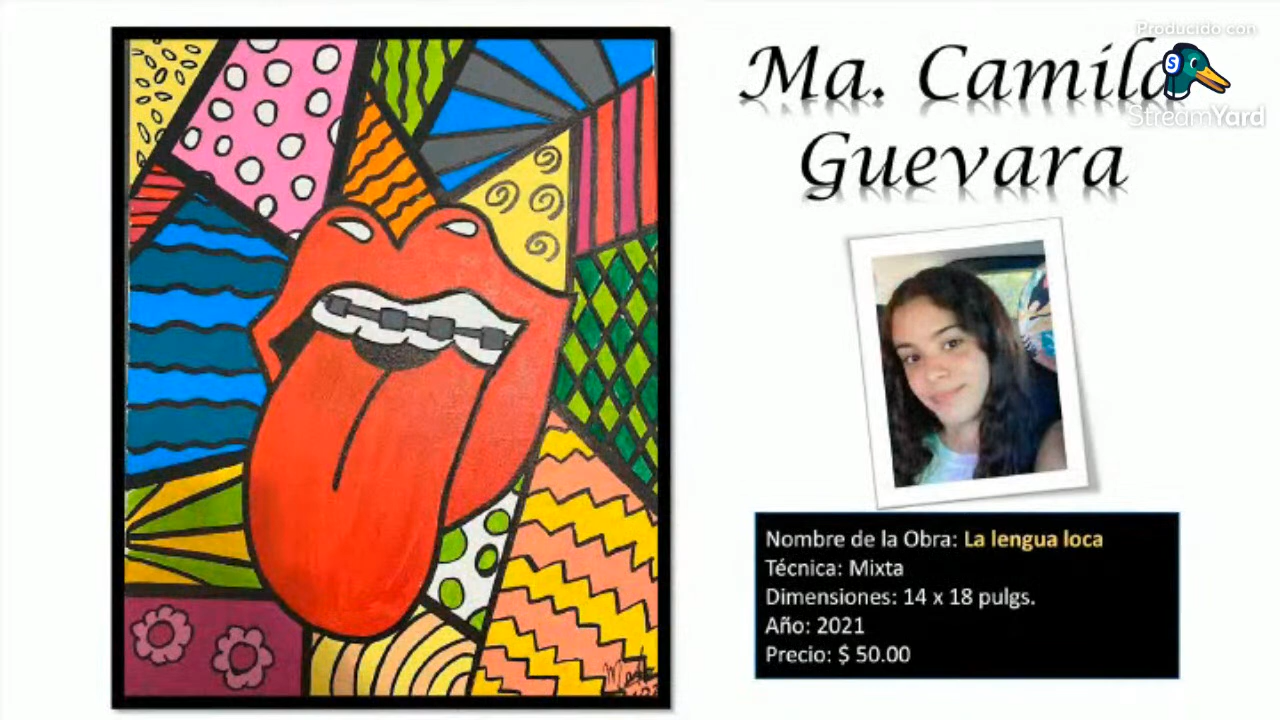 Producido con
StreamYard
Ma. Camila
Guevara
Nombre de la Obra: La lengua loca
Técnica: Mixta
Dimensiones: 14 x 18 pulgs.
Año: 2021
Precio: $ 50.00